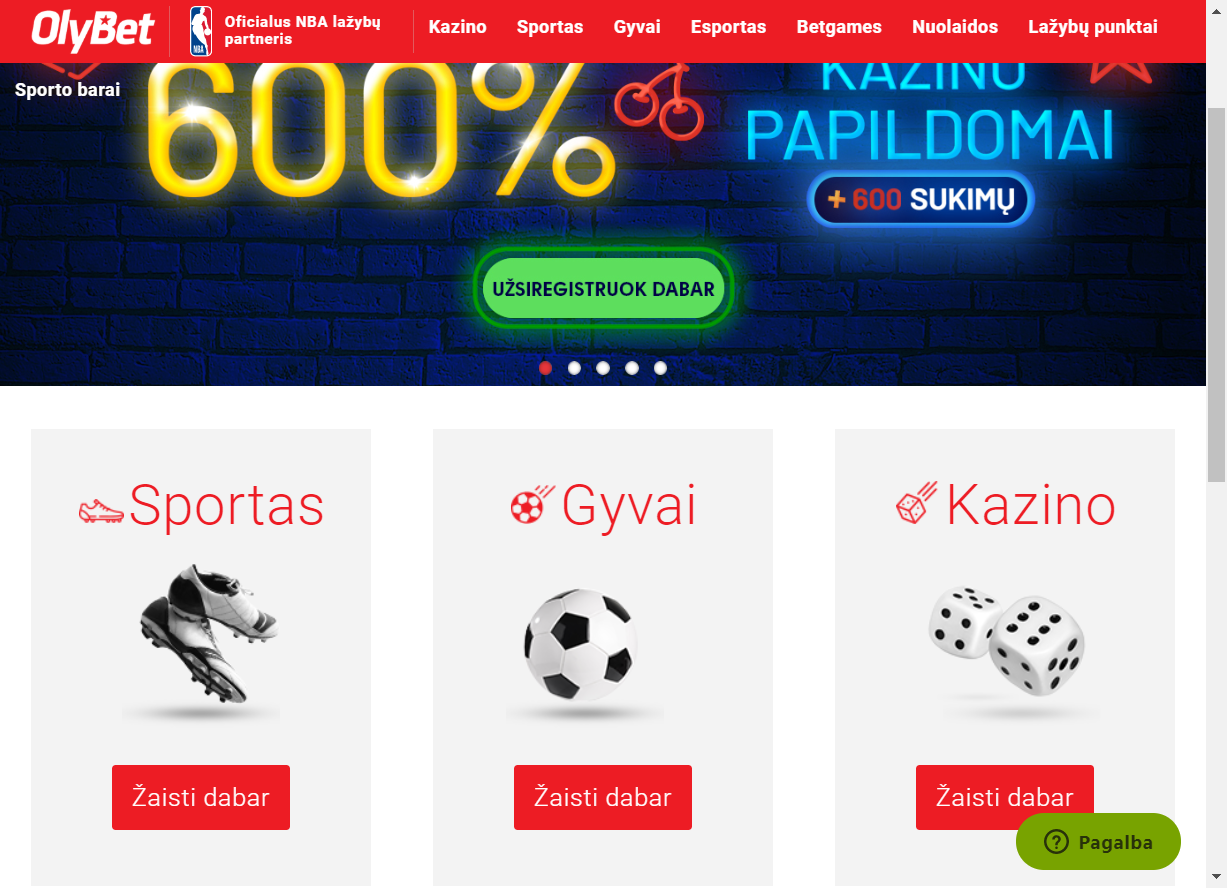 OlyBet
NBA
Oficialus NBA lažybų
partneris
Kazino
Sportas
Gyvai
Esportas
Betgames
Nuolaidos
Lažybų punktai
Sporto barai
600%
KAZINO
PAPILDOMAI
+ 600 SUKIMŲ
UŽSIREGISTRUOK DABAR
Sportas
Gyvai
Kazino
Žaisti dabar
Žaisti dabar
Žaisti dabar
Pagalba